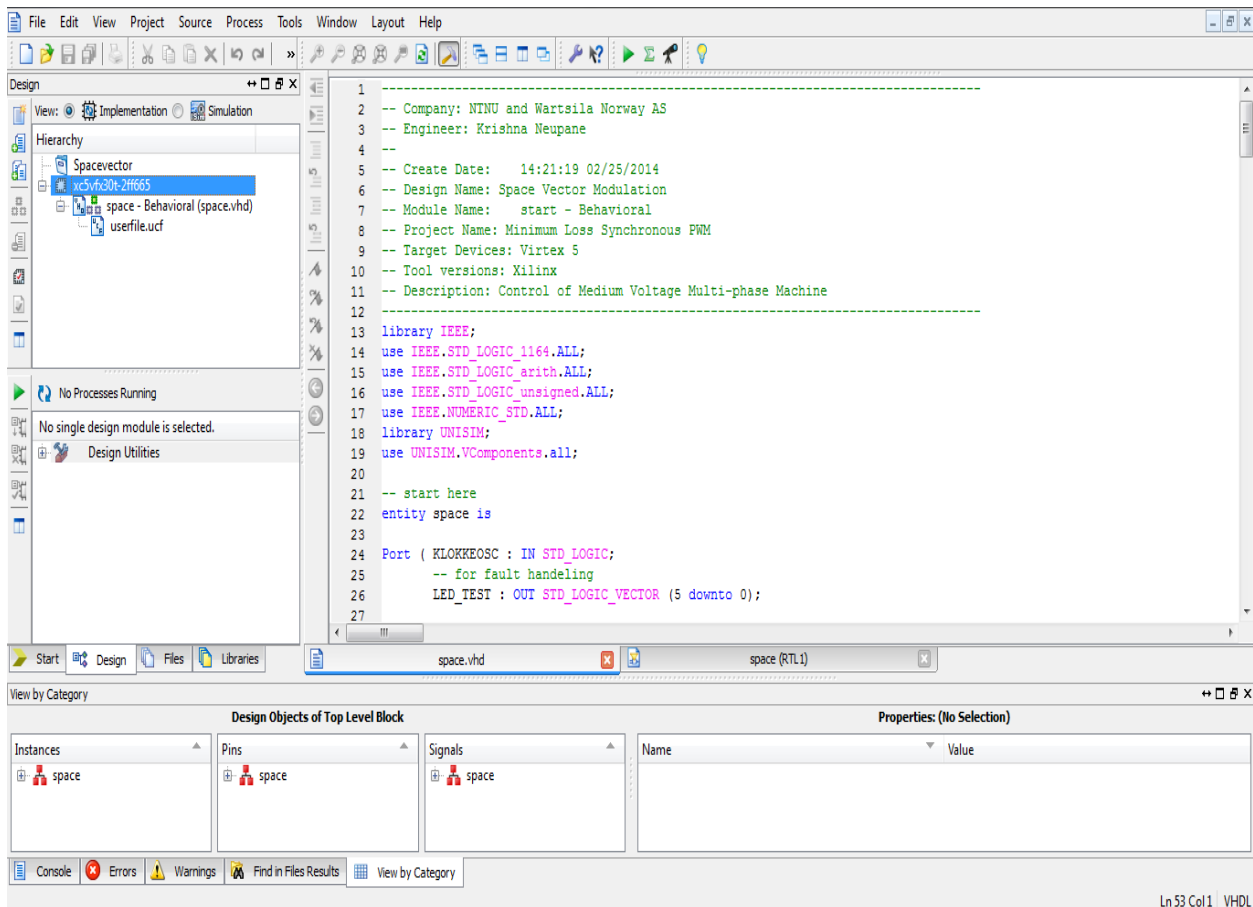 File Edit View Project Source Process Tools Window Layout Help
Design
View: Implementation Simulation
Hierarchy
Spacevector
xc5vfx30t-2ff665
space - Behavioral (space.vhd)
userfile.ucf
No Processes Running
No single design module is selected.
Design Utilities
Start Design Files Libraries
1 --------------------------------------------------------------------------------
2 -- Company: NTNU and Wartsila Norway AS
3 -- Engineer: Krishna Neupane
4 --
5 -- Create Date: 14:21:19 02/25/2014
6 -- Design Name: Space Vector Modulation
7 -- Module Name: start - Behavioral
8 -- Project Name: Minimum Loss Synchronous PWM
9 -- Target Devices: Virtex 5
10 -- Tool versions: Xilinx
11 -- Description: Control of Medium Voltage Multi-phase Machine
12 --------------------------------------------------------------------------------
13 library IEEE;
14 use IEEE.STD_LOGIC_1164.ALL;
15 use IEEE.STD_LOGIC_arith.ALL;
16 use IEEE.STD_LOGIC_unsigned.ALL;
17 use IEEE.NUMERIC_STD.ALL;
18 library UNISIM;
19 use UNISIM.VComponents.all;
20
21 -- start here
22 entity space is
23
24 Port ( KLOKKEOSC : IN STD_LOGIC;
25 -- for fault handeling
26 LED_TEST : OUT STD_LOGIC_VECTOR (5 downto 0);
27
space.vhd space (RTL1)
View by Category
Design Objects of Top Level Block
Instances Pins Signals
space space space
Properties: (No Selection)
Name Value
Console Errors Warnings Find in Files Results View by Category
Ln 53 Col 1 VHDL